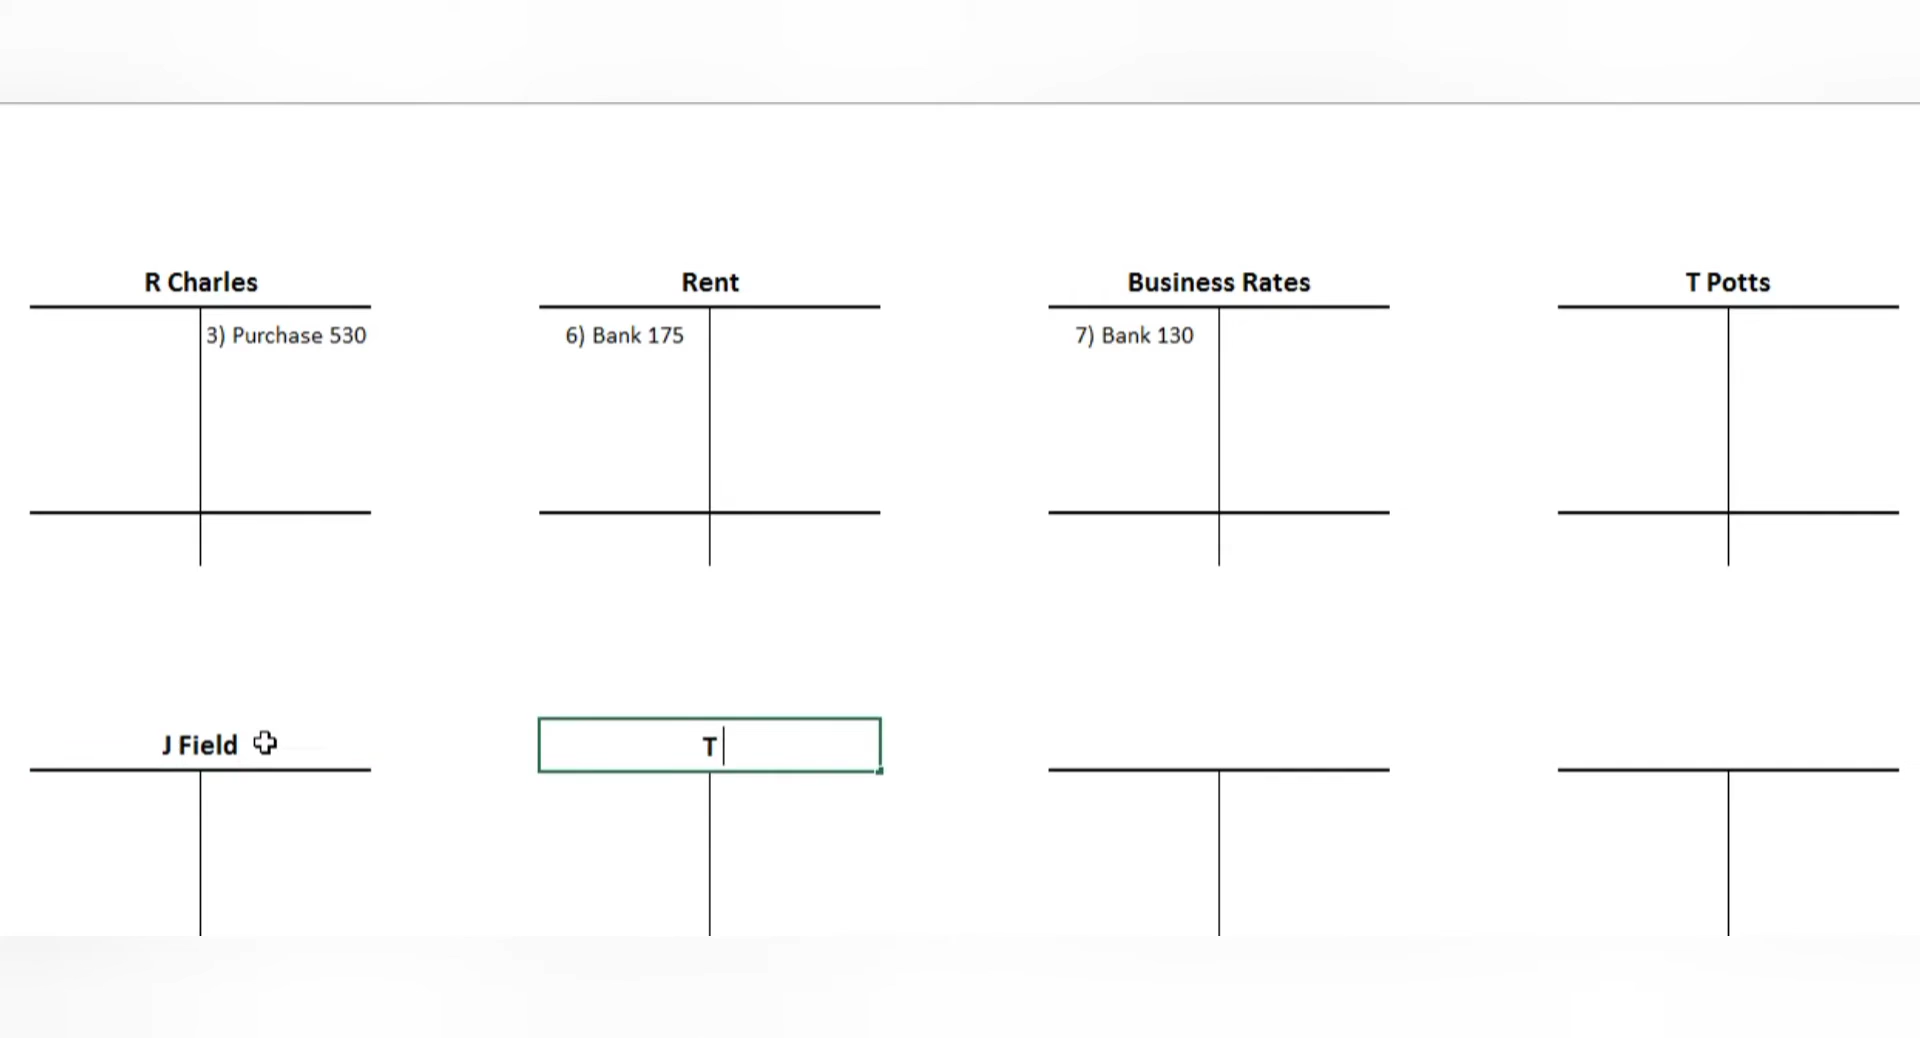 R Charles
Rent
Business Rates
T Potts
3) Purchase 530
6) Bank 175
7) Bank 130
J Field
T